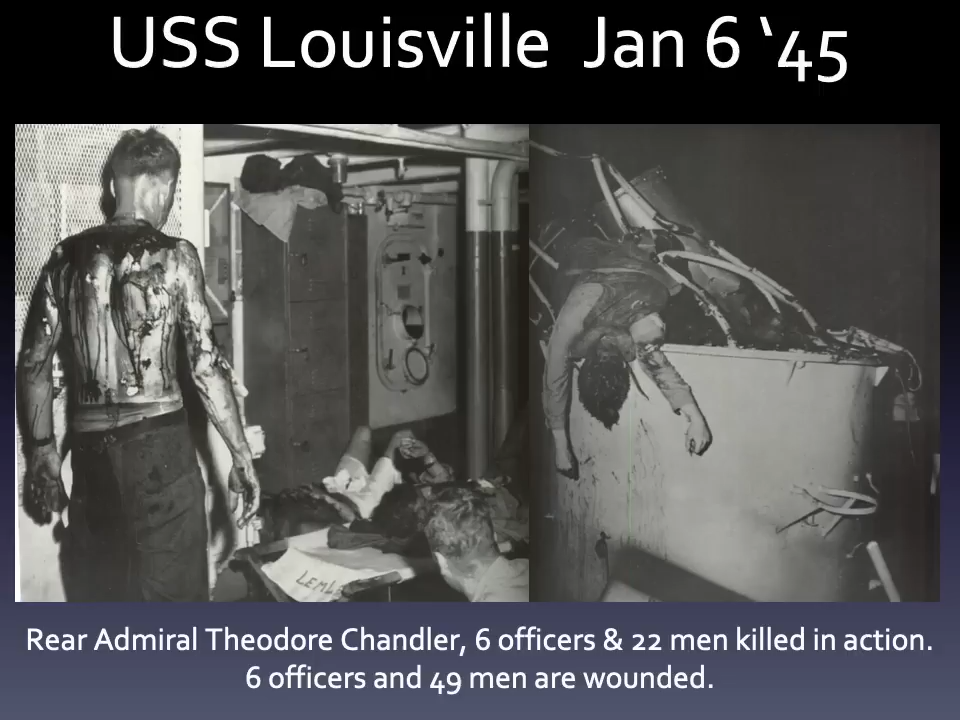 USS Louisville Jan 6 ‘45
Rear Admiral Theodore Chandler, 6 officers & 22 men killed in action.
6 officers and 49 men are wounded.